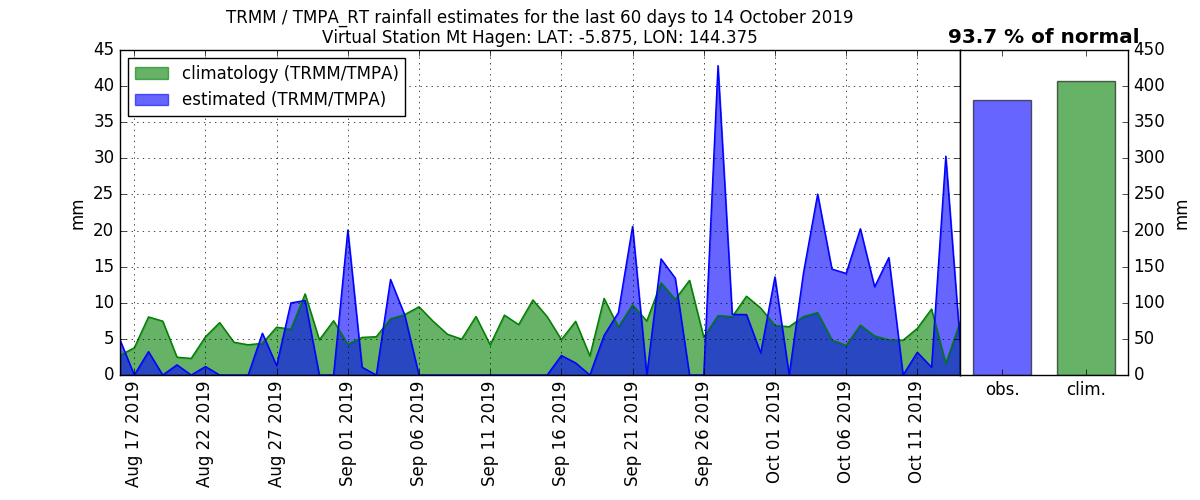 TRMM / TMPA_RT rainfall estimates for the last 60 days to 14 October 2019
Virtual Station Mt Hagen: LAT: -5.875, LON: 144.375
93.7 % of normal
climatology (TRMM/TMPA)
estimated (TRMM/TMPA)
45
40
35
30
25
20
15
10
5
0
mm
450
400
350
300
250
200
150
100
50
0
mm
obs.
clim.
Aug 17 2019
Aug 22 2019
Aug 27 2019
Sep 01 2019
Sep 06 2019
Sep 11 2019
Sep 16 2019
Sep 21 2019
Sep 26 2019
Oct 01 2019
Oct 06 2019
Oct 11 2019